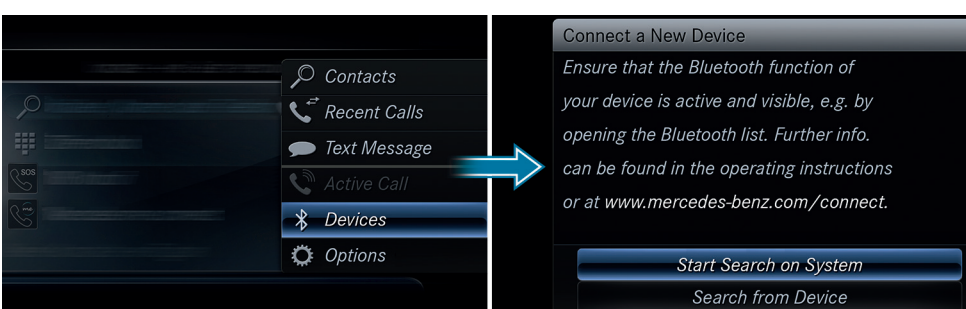 Contacts
Recent Calls
Text Message
Active Call
Devices
Options
SOS
Connect a New Device
Ensure that the Bluetooth function of
your device is active and visible, e.g. by
opening the Bluetooth list. Further info.
can be found in the operating instructions
or at www.mercedes-benz.com/connect.
Start Search on System
Search from Device